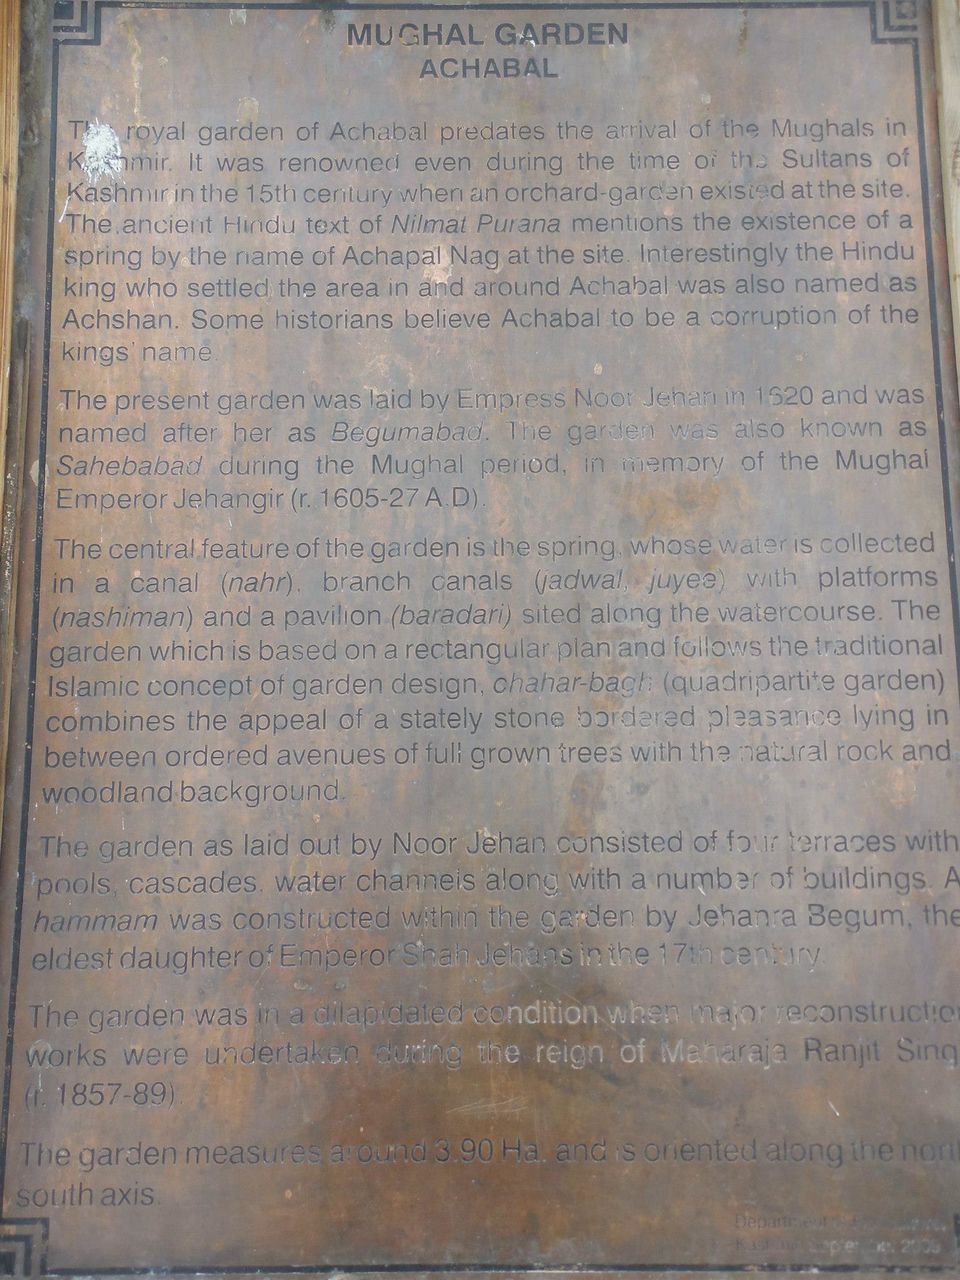 MUGHAL GARDEN
ACHABAL
The royal garden of Achabal predates the arrival of the Mughals in
Kashmir. It was renowned even during the time of the Sultans of
Kashmir in the 15th century when an orchard-garden existed at the site.
The ancient Hindu text of Nilmat Purana mentions the existence of a
spring by the name of Achapal Nag at the site. Interestingly the Hindu
king who settled the area in and around Achabal was also named as
Achshan. Some historians believe Achabal to be a corruption of the
kings' name.
The present garden was laid by Empress Noor Jehan in 1620 and was
named after her as Begumabad. The garden was also known as
Sahebabad during the Mughal period, in memory of the Mughal
Emperor Jehangir (r. 1605-27 A.D).
The central feature of the garden is the spring, whose water is collected
in a canal (nahr), branch canals (jadwal, juyee) with platforms
(nashiman) and a pavilion (baradari) sited along the watercourse. The
garden which is based on a rectangular plan and follows the traditional
Islamic concept of garden design, chahar-bagh (quadripartite garden)
combines the appeal of a stately stone bordered pleasance lying in
between ordered avenues of full grown trees with the natural rock and
woodland background.
The garden as laid out by Noor Jehan consisted of four terraces with
pools, cascades, water channels along with a number of buildings. A
hammam was constructed within the garden by Jehanra Begum, the
eldest daughter of Emperor Shah Jehans in the 17th century.
The garden was in a dilapidated condition when major reconstructio
works were undertaken during the reign of Maharaja Ranjit Sing
(r. 1857-89).
The garden measures around 3.90 Ha. and is oriented along the nort
south axis.
Department